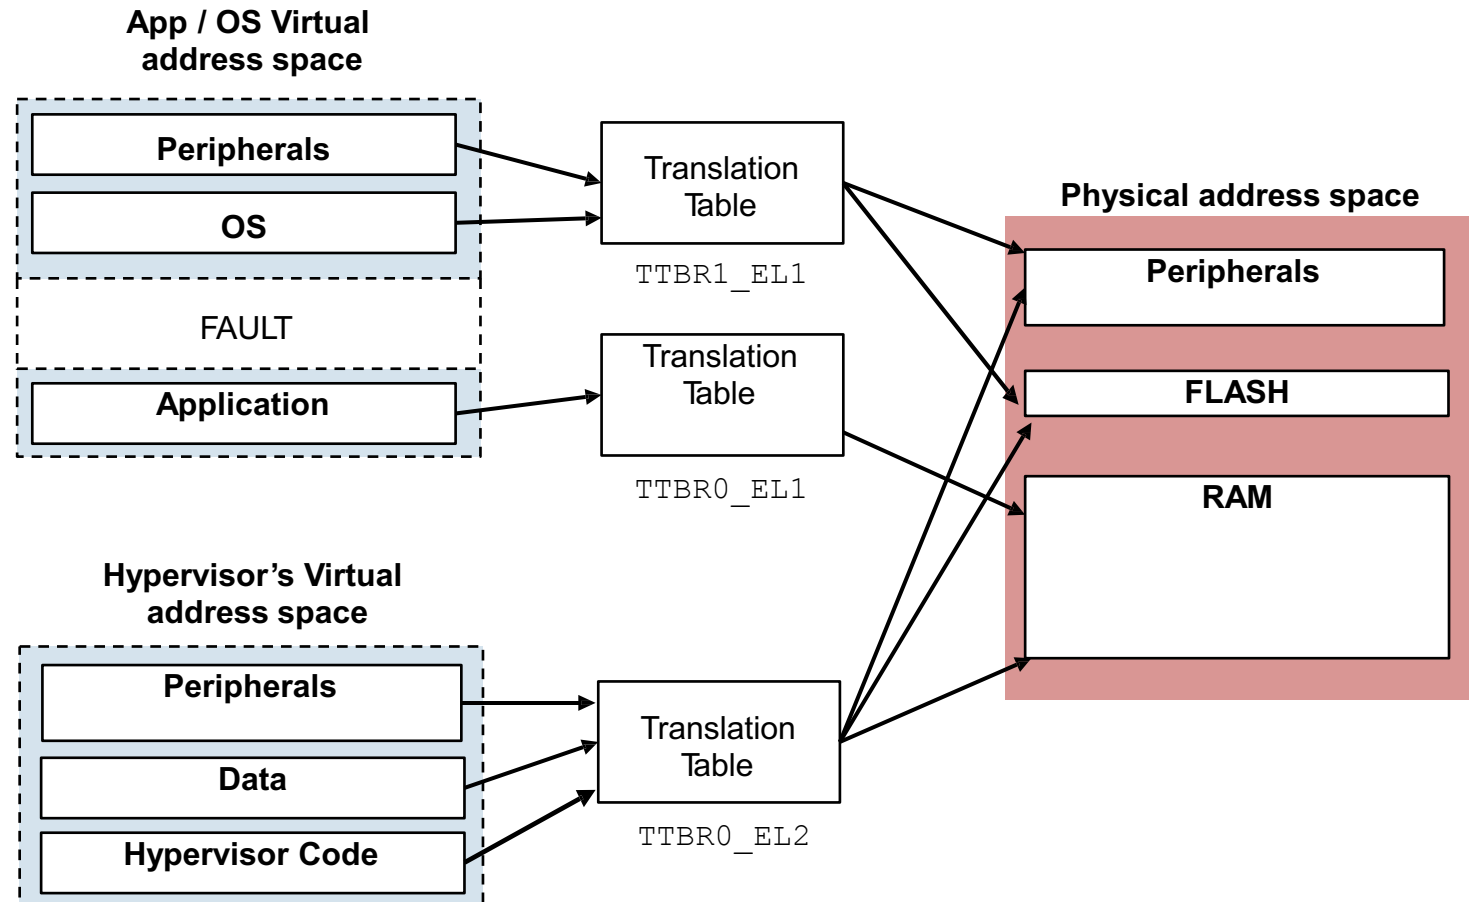 App / OS Virtual
address space
Peripherals
OS
FAULT
Application
Translation
Table
TTBR1_EL1
Translation
Table
TTBR0_EL1
Physical address space
Peripherals
FLASH
RAM
Hypervisor’s Virtual
address space
Peripherals
Data
Hypervisor Code
Translation
Table
TTBR0_EL2